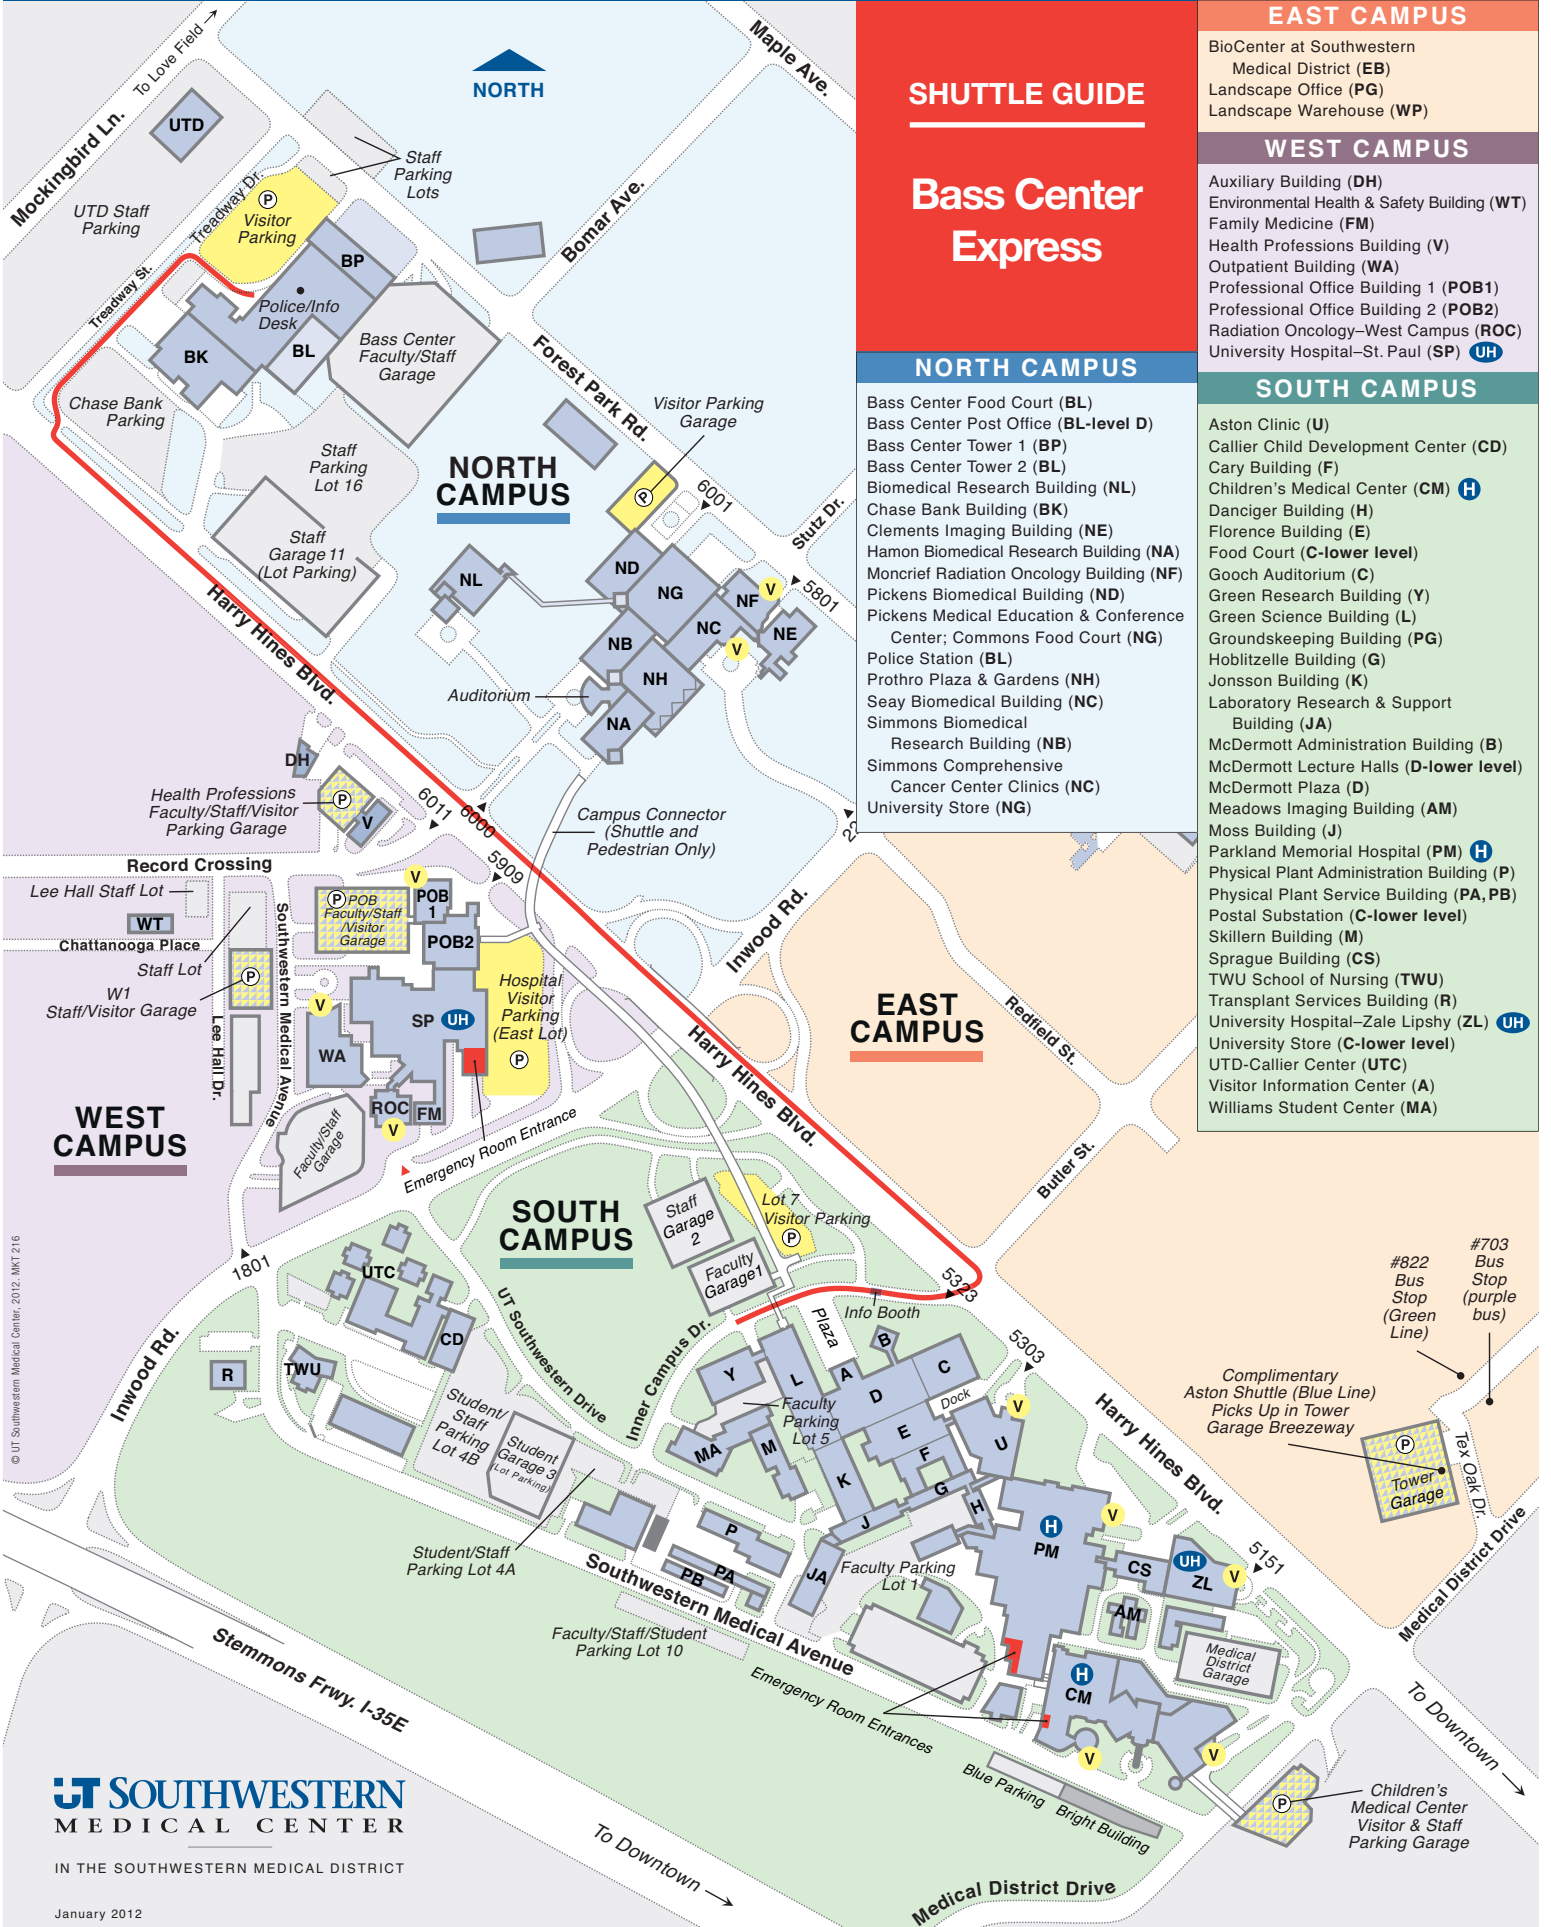 SHUTTLE GUIDE
Bass Center
Express
EAST CAMPUS
BioCenter at Southwestern
Medical District (EB)
Landscape Office (PG)
Landscape Warehouse (WP)
WEST CAMPUS
Auxiliary Building (DH)
Environmental Health & Safety Building (WT)
Family Medicine (FM)
Health Professions Building (V)
Outpatient Building (WA)
Professional Office Building 1 (POB1)
Professional Office Building 2 (POB2)
Radiation Oncology–West Campus (ROC)
University Hospital–St. Paul (SP) UH
NORTH CAMPUS
Bass Center Food Court (BL)
Bass Center Post Office (BL-level D)
Bass Center Tower 1 (BP)
Bass Center Tower 2 (BL)
Biomedical Research Building (NL)
Chase Bank Building (BK)
Clements Imaging Building (NE)
Hamon Biomedical Research Building (NA)
Moncrief Radiation Oncology Building (NF)
Pickens Biomedical Building (ND)
Pickens Medical Education & Conference
Center; Commons Food Court (NG)
Police Station (BL)
Prothro Plaza & Gardens (NH)
Seay Biomedical Building (NC)
Simmons Biomedical
Research Building (NB)
Simmons Comprehensive
Cancer Center Clinics (NC)
University Store (NG)
SOUTH CAMPUS
Aston Clinic (U)
Callier Child Development Center (CD)
Cary Building (F)
Children's Medical Center (CM) H
Danciger Building (H)
Florence Building (E)
Food Court (C-lower level)
Gooch Auditorium (C)
Green Research Building (Y)
Green Science Building (L)
Groundskeeping Building (PG)
Hoblitzelle Building (G)
Jonsson Building (K)
Laboratory Research & Support
Building (JA)
McDermott Administration Building (B)
McDermott Lecture Halls (D-lower level)
McDermott Plaza (D)
Meadows Imaging Building (AM)
Moss Building (J)
Parkland Memorial Hospital (PM) H
Physical Plant Administration Building (P)
Physical Plant Service Building (PA, PB)
Postal Substation (C-lower level)
Skillern Building (M)
Sprague Building (CS)
TWU School of Nursing (TWU)
Transplant Services Building (R)
University Hospital–Zale Lipshy (ZL) UH
University Store (C-lower level)
UTD-Callier Center (UTC)
Visitor Information Center (A)
Williams Student Center (MA)
NORTH
To Love Field
Mockingbird Ln.
Maple Ave.
UTD
UTD Staff
Parking
Treadway Dr.
Treadway St.
P
Visitor
Parking
Staff
Parking
Lots
Bomar Ave.
BP
Police/Info
Desk
BK
BL
Bass Center
Faculty/Staff
Garage
Chase Bank
Parking
Staff
Parking
Lot 16
Staff
Garage 11
(Lot Parking)
Forest Park Rd.
Visitor Parking
Garage
P
NORTH
CAMPUS
6001
Stutz Dr.
5801
NL
ND
NG
NF
V
NE
NC
V
NB
NH
NA
Auditorium
Harry Hines Blvd.
DH
Health Professions
Faculty/Staff/Visitor
Parking Garage
P
V
6011
6000
5909
Campus Connector
(Shuttle and
Pedestrian Only)
22
Record Crossing
Lee Hall Staff Lot
WT
Chattanooga Place
Staff Lot
W1
Staff/Visitor Garage
P
Lee Hall Dr.
Southwestern Medical Avenue
P POB
Faculty/Staff
/Visitor
Garage
V
POB
1
POB2
Hospital
Visitor
Parking
(East Lot)
P
SP UH
V
WA
ROC
FM
V
Faculty/Staff
Garage
WEST
CAMPUS
Emergency Room Entrance
Inwood Rd.
EAST
CAMPUS
Redfield St.
Butler St.
Harry Hines Blvd.
SOUTH
CAMPUS
Staff
Garage
2
Faculty
Garage1
Lot 7
Visitor Parking
P
1801
Inwood Rd.
UTC
CD
R
TWU
UT Southwestern Drive
Inner Campus Dr.
Plaza
Info Booth
5323
5303
B
A
C
D
L
Y
Dock
V
E
F
U
G
H
K
J
MA
M
Faculty
Parking
Lot 5
Student/
Staff
Parking
Lot 4B
Student
Garage 3
(Lot Parking)
Student/Staff
Parking Lot 4A
P
PA
PB
JA
Faculty Parking
Lot 1
Faculty/Staff/Student
Parking Lot 10
Southwestern Medical Avenue
H
PM
V
CS
UH
ZL
V
AM
Medical
District
Garage
5151
Harry Hines Blvd.
H
CM
V
V
Emergency Room Entrances
Blue Parking
Bright Building
P
Children's
Medical Center
Visitor & Staff
Parking Garage
#822
Bus
Stop
(Green
Line)
#703
Bus
Stop
(purple
bus)
Complimentary
Aston Shuttle (Blue Line)
Picks Up in Tower
Garage Breezeway
P
Tower
Garage
Tex Oak Dr.
Medical District Drive
To Downtown
Stemmons Frwy. I-35E
To Downtown
Medical District Drive
UT SOUTHWESTERN
MEDICAL CENTER
IN THE SOUTHWESTERN MEDICAL DISTRICT
January 2012
© UT Southwestern Medical Center, 2012. MKT 216